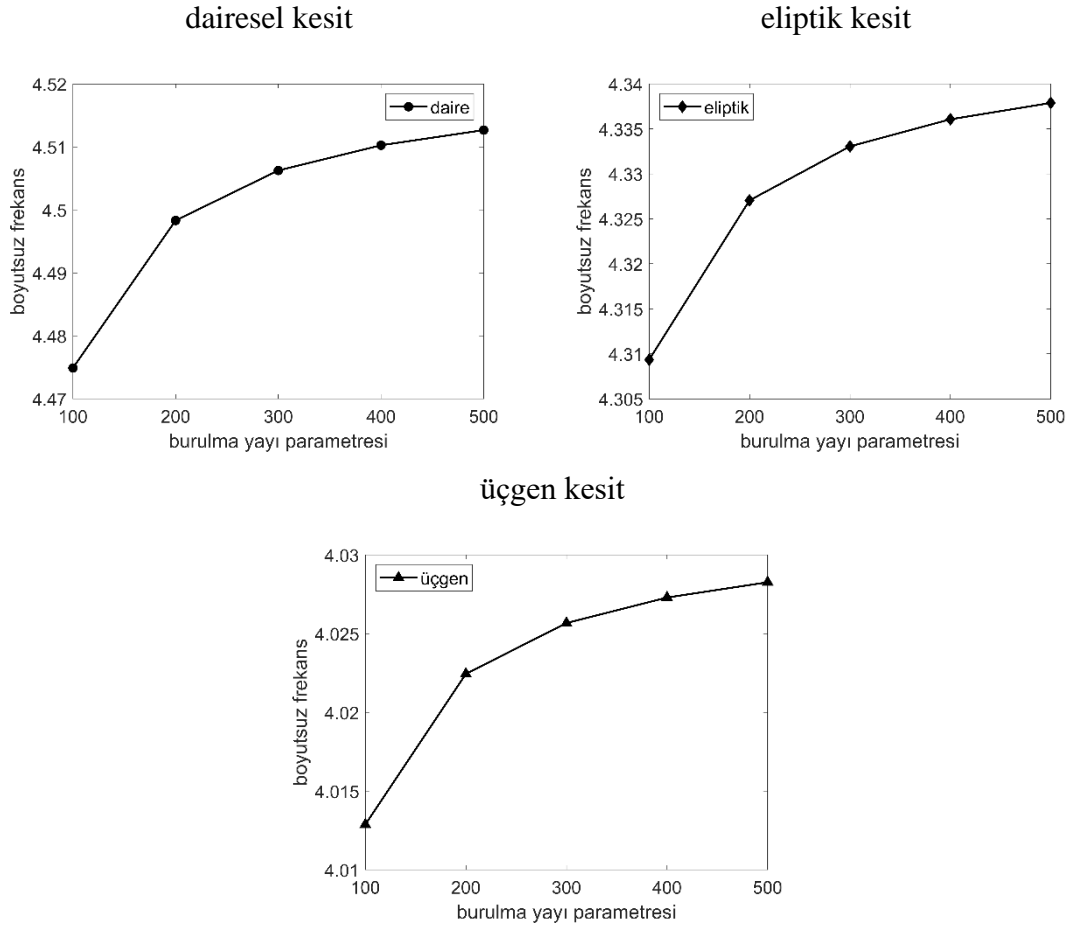 dairesel kesit
eliptik kesit
4.52
4.51
4.5
4.49
4.48
4.47
boyutsuz frekans
daire
100 200 300 400 500
burulma yayı parametresi
4.34
4.335
4.33
4.325
4.32
4.315
4.31
4.305
boyutsuz frekans
eliptik
100 200 300 400 500
burulma yayı parametresi
üçgen kesit
4.03
4.025
4.02
4.015
4.01
boyutsuz frekans
üçgen
100 200 300 400 500
burulma yayı parametresi